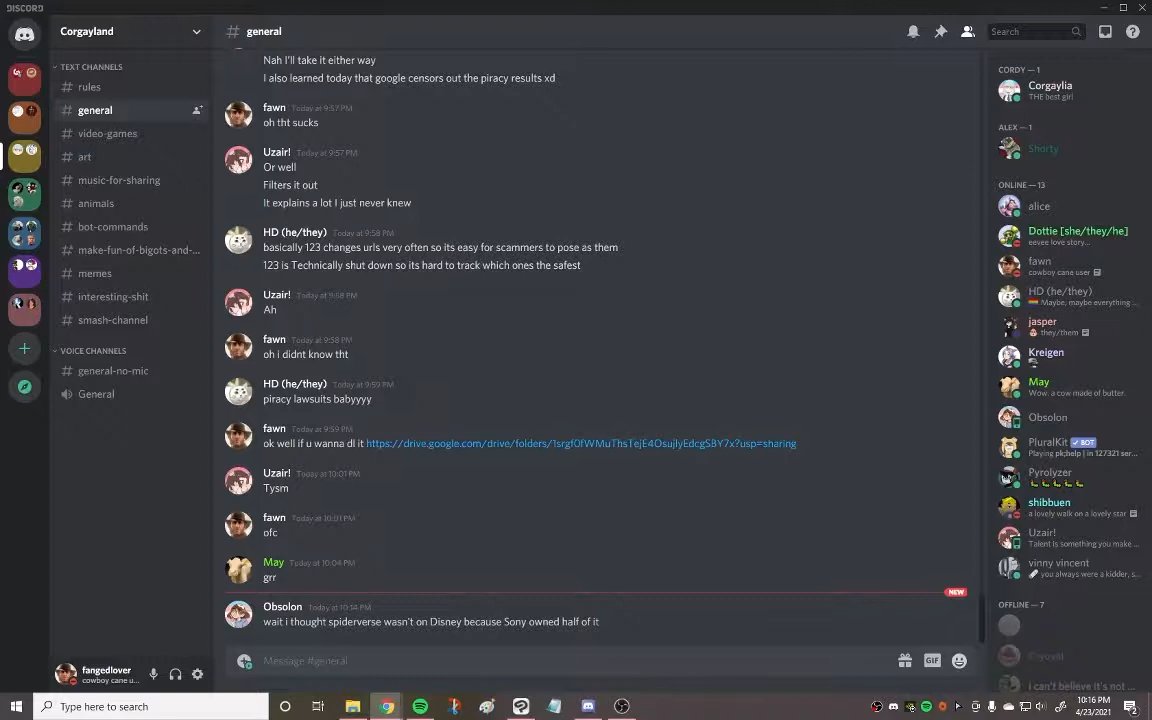 DISCORD
Corgayland
TEXT CHANNELS
rules
general
video-games
art
music-for-sharing
animals
bot-commands
make-fun-of-bigots-and-...
memes
interesting-shit
smash-channel
VOICE CHANNELS
general-no-mic
General
fangedlover
cowboy cane u...
general
Search
Nah I'll take it either way
I also learned today that google censors out the piracy results xd
fawn Today at 9:57 PM
oh tht sucks
Uzair! Today at 9:57 PM
Or well
Filters it out
It explains a lot I just never knew
HD (he/they) Today at 9:58 PM
basically 123 changes urls very often so its easy for scammers to pose as them
123 is Technically shut down so its hard to track which ones the safest
Uzair! Today at 9:58 PM
Ah
fawn Today at 9:58 PM
oh i didnt know tht
HD (he/they) Today at 9:59 PM
piracy lawsuits babyyyy
fawn Today at 9:59 PM
ok well if u wanna dl it https://drive.google.com/drive/folders/1srgf0fWMuThsTejE4OsujlyEdcgSBY7x?usp=sharing
Uzair! Today at 10:01 PM
Tysm
fawn Today at 10:01 PM
ofc
May Today at 10:04 PM
grr
NEW
Obsolon Today at 10:14 PM
wait i thought spiderverse wasn't on Disney because Sony owned half of it
Message #general
GIF
CORDY — 1
Corgaylia
THE best girl
ALEX — 1
Shorty
ONLINE — 13
alice
Dottie [she/they/he]
eevee love story...
fawn
cowboy cane user
HD (he/they)
Maybe, maybe everything ...
jasper
they/them
Kreigen
May
Wow. a cow made of butter.
Obsolon
PluralKit BOT
Playing pk;help | in 127321 ser...
Pyrolyzer
shibbuen
a lovely walk on a lovely star
Uzair!
Talent is something you make ...
vinny vincent
you always were a kidder, s...
OFFLINE — 7
i can't believe it's not ...
Type here to search
10:16 PM
4/23/2021
2